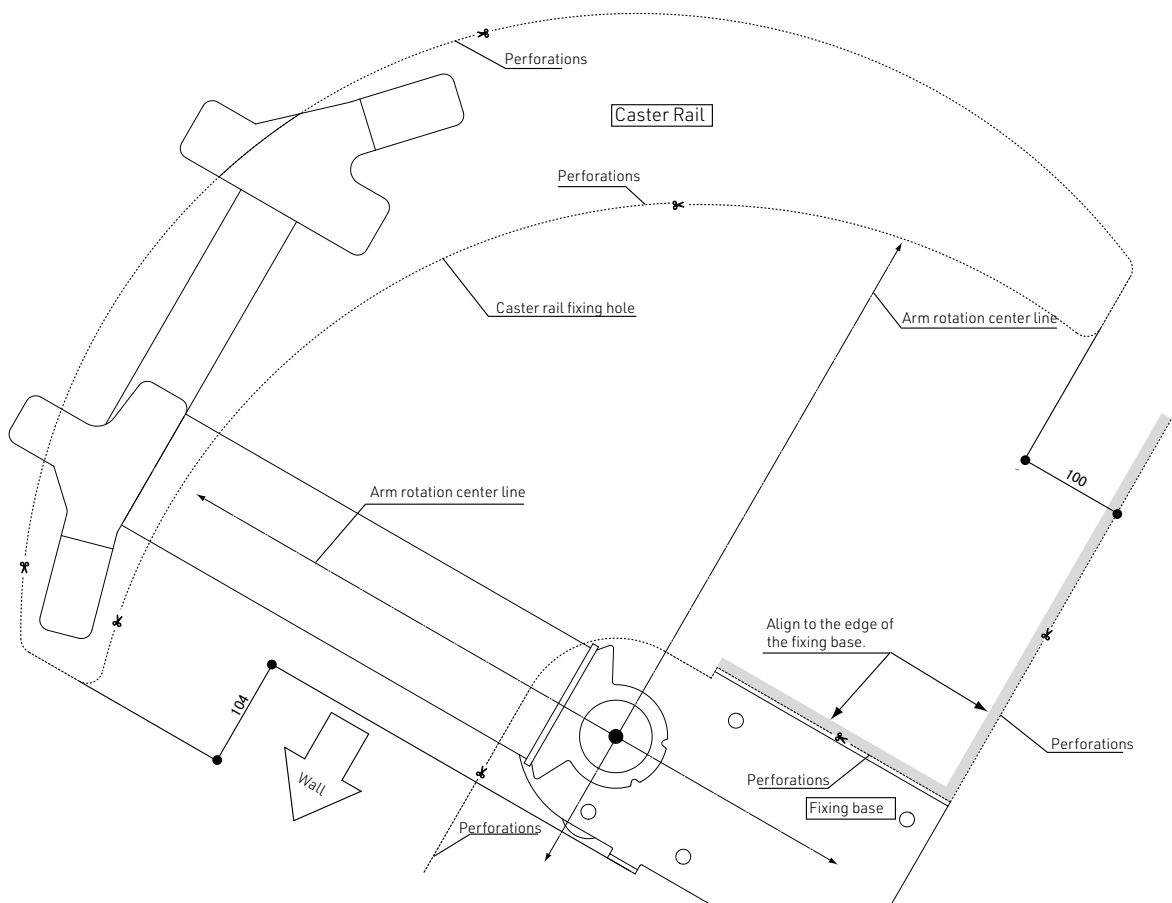 Perforations
Caster Rail
Perforations
Caster rail fixing hole
Arm rotation center line
100
Arm rotation center line
Align to the edge of
the fixing base.
104
Wall
Perforations
Perforations
Fixing base
Perforations